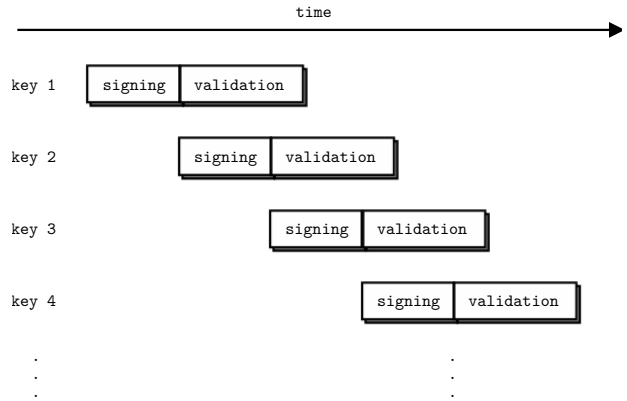 time
key 1 signing validation
key 2 signing validation
key 3 signing validation
key 4 signing validation
. .
. .
. .